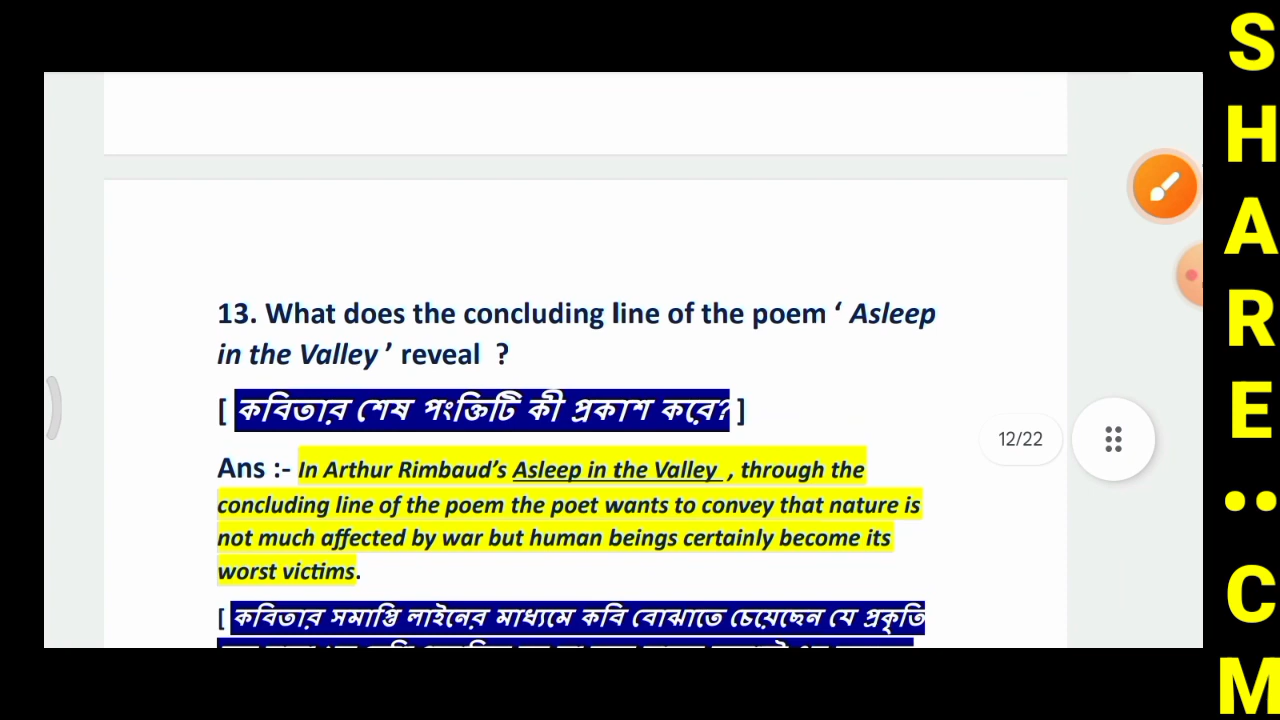 13. What does the concluding line of the poem ‘ Asleep
in the Valley ’ reveal ?
[ কবিতার শেষ পংক্তিটি কী প্রকাশ করে? ]
12/22
Ans :- In Arthur Rimbaud’s Asleep in the Valley , through the
concluding line of the poem the poet wants to convey that nature is
not much affected by war but human beings certainly become its
worst victims.
[ কবিতার সমাপ্তি লাইনের মাধ্যমে কবি বোঝাতে চেয়েছেন যে প্রকৃতি
S
H
A
R
E
••
C
M